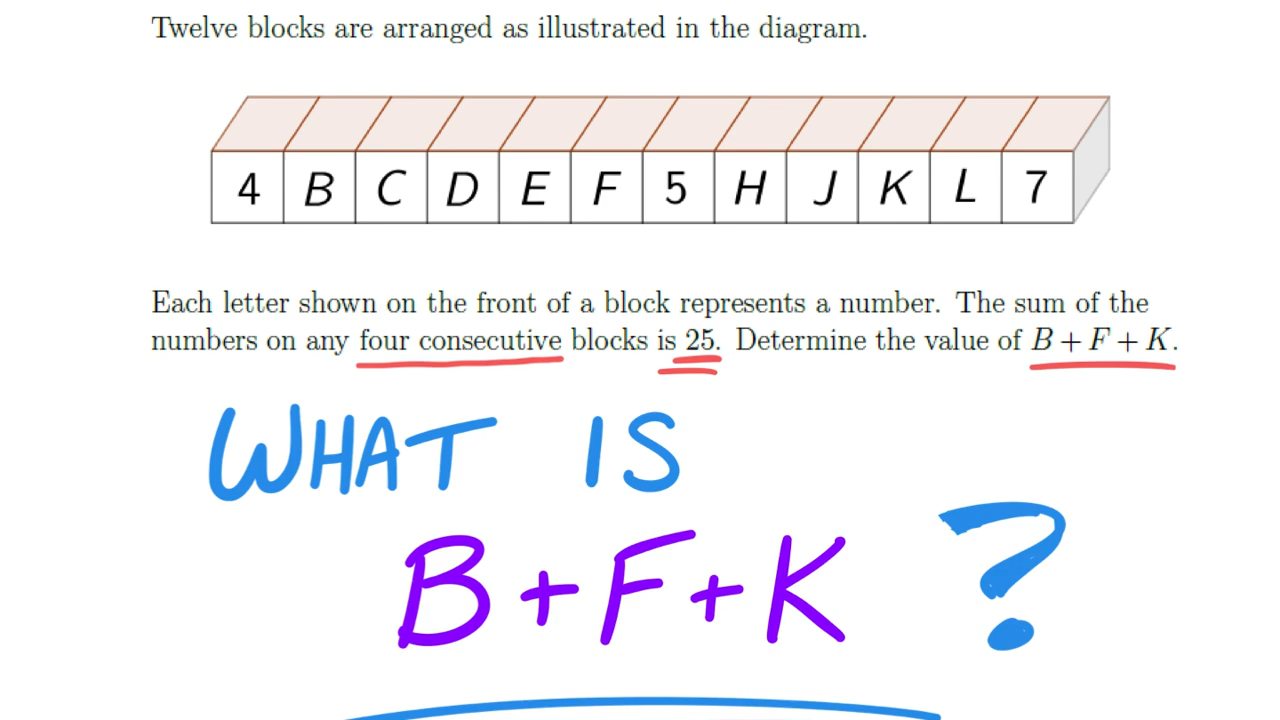 Twelve blocks are arranged as illustrated in the diagram.
4 B C D E F 5 H J K L 7
Each letter shown on the front of a block represents a number. The sum of the
numbers on any four consecutive blocks is 25. Determine the value of B + F + K.
WHAT IS
B+F+K ?